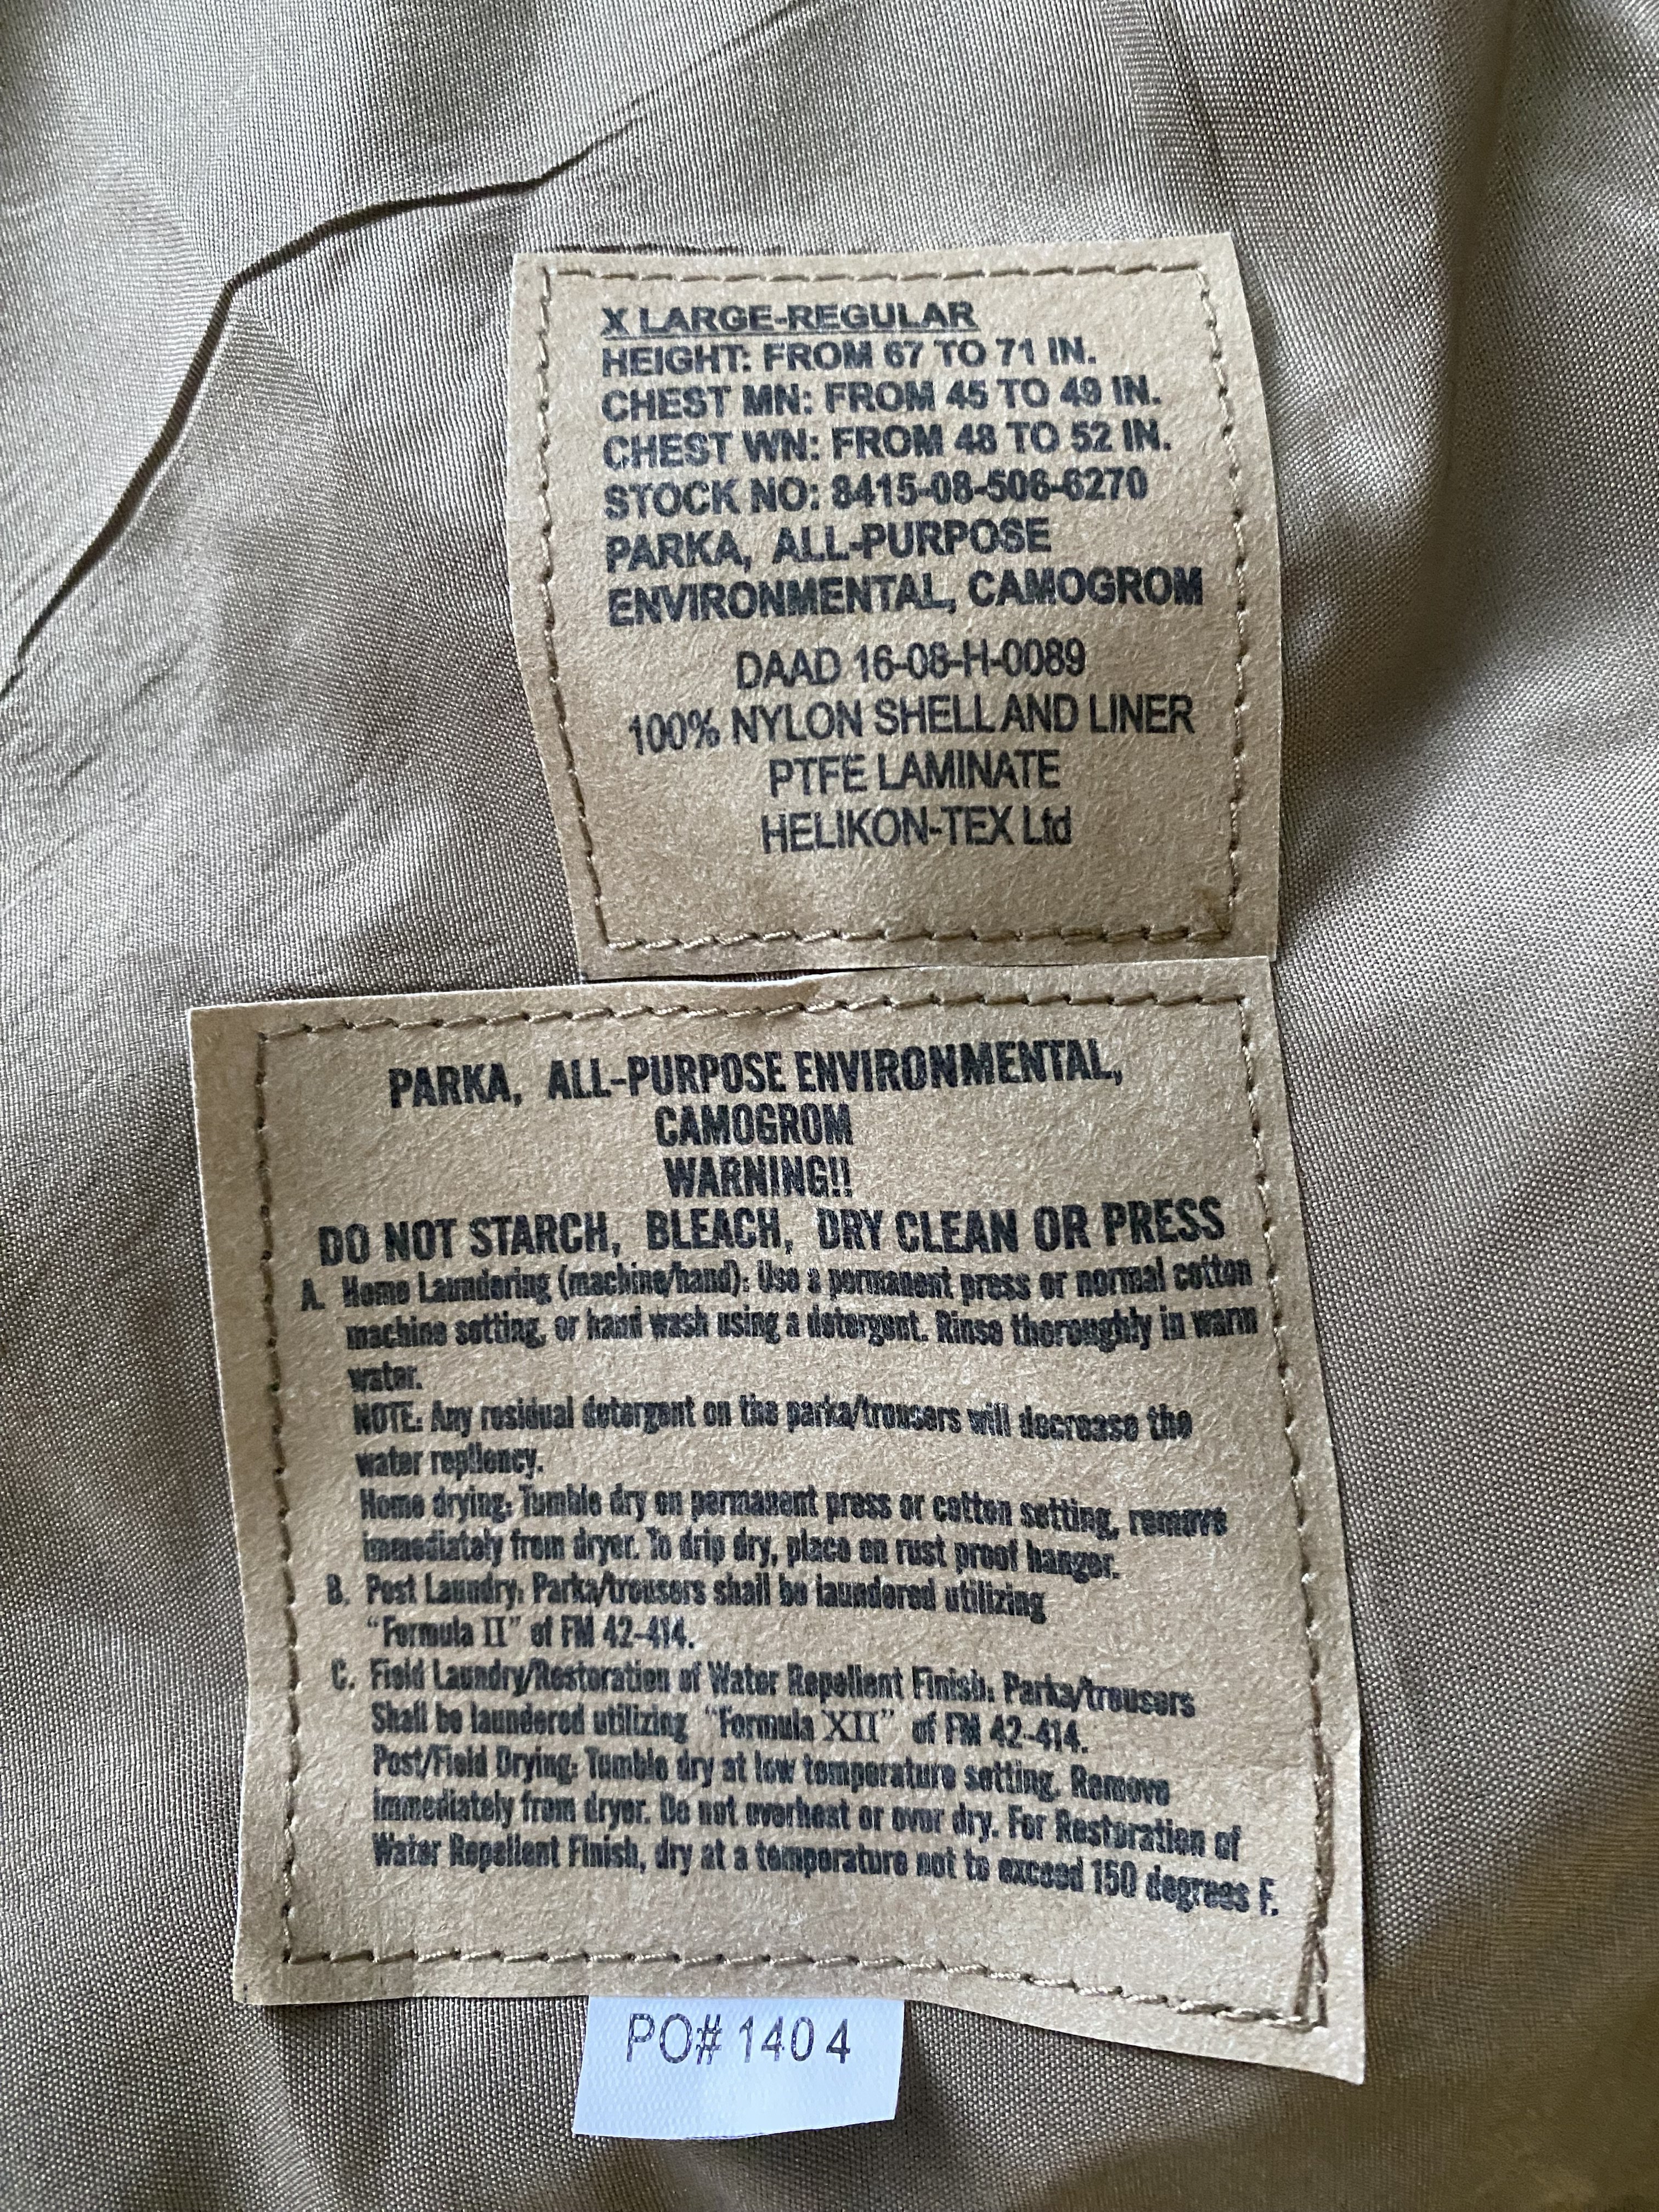 X LARGE-REGULAR
HEIGHT: FROM 67 TO 71 IN.
CHEST MN: FROM 45 TO 49 IN.
CHEST WN: FROM 48 TO 52 IN.
STOCK NO: 8415-08-506-6270
PARKA, ALL-PURPOSE
ENVIRONMENTAL, CAMOGROM
DAAD 16-08-H-0089
100% NYLON SHELL AND LINER
PTFE LAMINATE
HELIKON-TEX Ltd
PARKA, ALL-PURPOSE ENVIRONMENTAL,
CAMOGROM
WARNING!!
DO NOT STARCH, BLEACH, DRY CLEAN OR PRESS
A. Home Laundering (machine/hand): Use a permanent press or normal cotton
machine setting, or hand wash using a detergent. Rinse thoroughly in warm
water.
NOTE: Any residual detergent on the parka/trousers will decrease the
water repllency.
Home drying: Tumble dry on permanent press or cotton setting, remove
immediately from dryer. To drip dry, place on rust proof hanger.
B. Post Laundry: Parka/trousers shall be laundered utilizing
"Formula II" of FM 42-414.
C. Field Laundry/Restoration of Water Repellent Finish: Parka/trousers
Shall be laundered utilizing "Formula XII" of FM 42-414.
Post/Field Drying: Tumble dry at low temperature setting. Remove
immediately from dryer. Do not overheat or over dry. For Restoration of
Water Repellent Finish, dry at a temperature not to exceed 150 degrees F.
PO# 1404